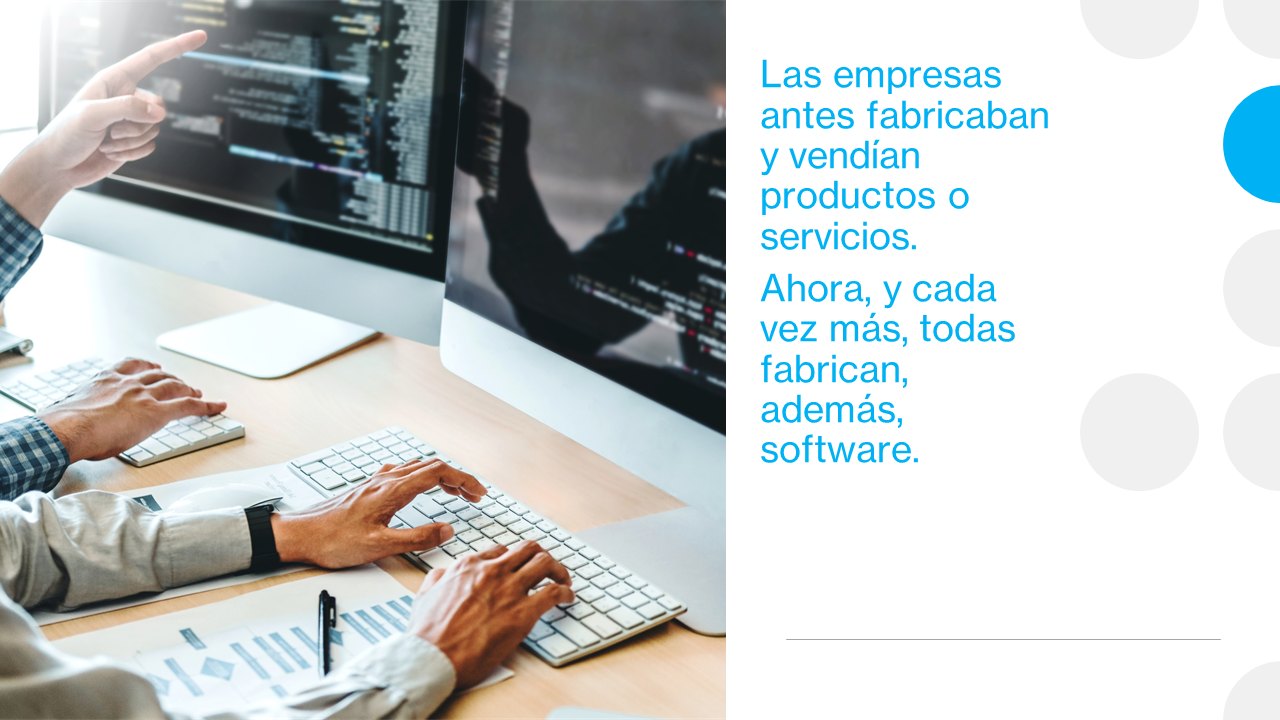 Las empresas
antes fabricaban
y vendían
productos o
servicios.
Ahora, y cada
vez más, todas
fabrican,
además,
software.